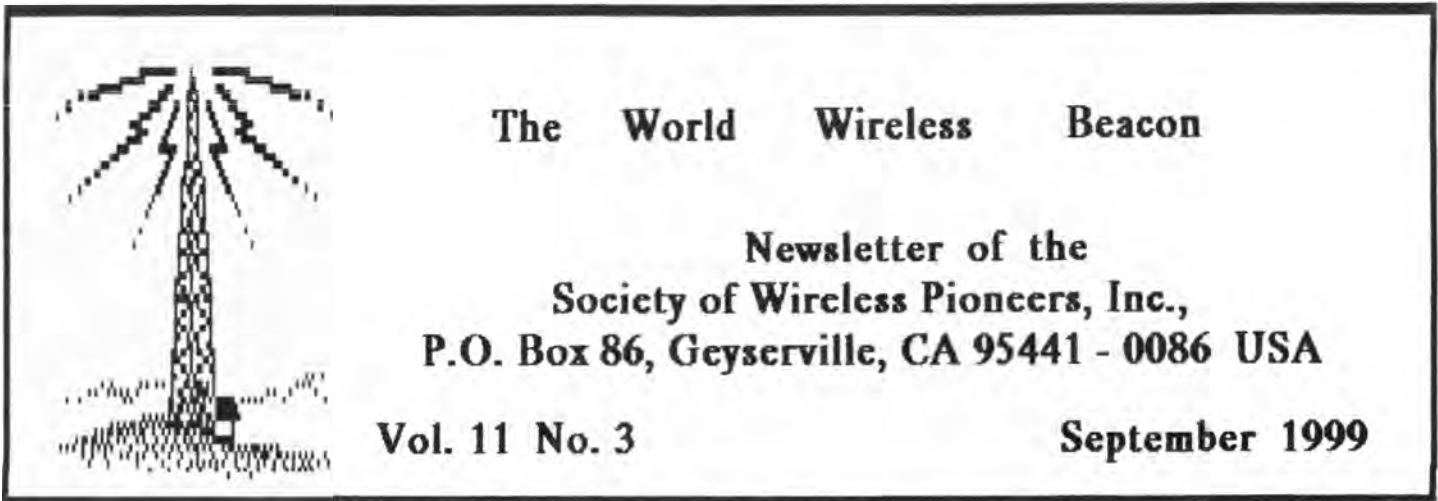 The World Wireless Beacon
Newsletter of the
Society of Wireless Pioneers, Inc.,
P.O. Box 86, Geyserville, CA 95441 - 0086 USA
Vol. 11 No. 3 September 1999